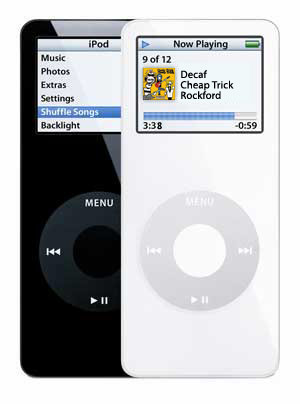 iPod
Music
Photos
Extras
Settings
Shuffle Songs
Backlight
MENU
Now Playing
9 of 12
Decaf
Cheap Trick
Rockford
3:38
-0:59
MENU